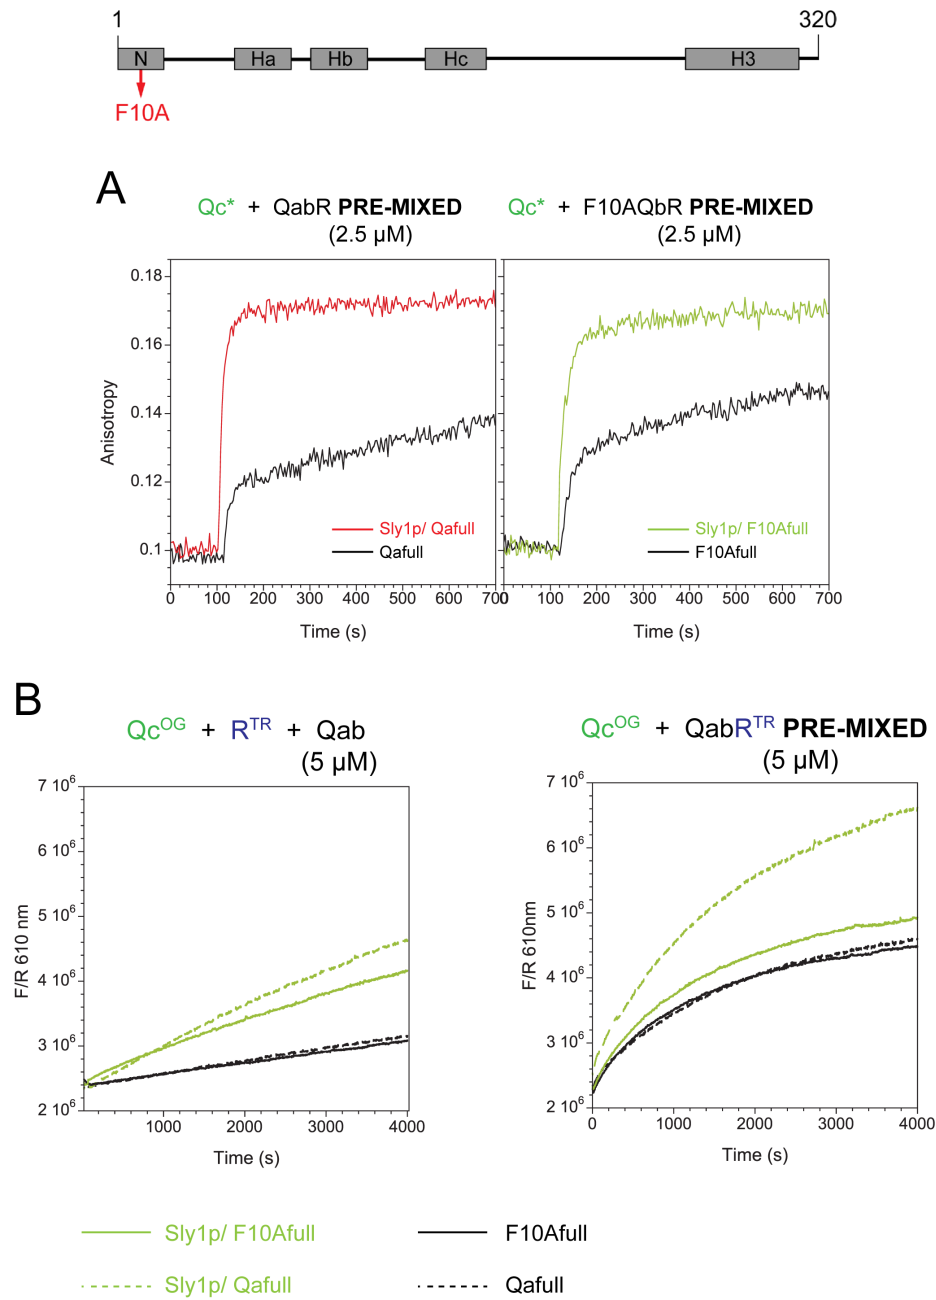 1 320
N Ha Hb Hc H3
F10A
A
Qc* + QabR PRE-MIXED
(2.5 µM)
Qc* + F10AQbR PRE-MIXED
(2.5 µM)
0.18
0.16
0.14
0.12
0.1
Anisotropy
Sly1p/ Qafull
Qafull
0 100 200 300 400 500 600 700
Time (s)
Sly1p/ F10Afull
F10Afull
0 100 200 300 400 500 600 700
Time (s)
B
Qc^OG + R^TR + Qab
(5 µM)
7 10^6
6 10^6
5 10^6
4 10^6
3 10^6
2 10^6
F/R 610 nm
1000 2000 3000 4000
Time (s)
Qc^OG + QabR^TR PRE-MIXED
(5 µM)
7 10^6
6 10^6
5 10^6
4 10^6
3 10^6
2 10^6
F/R 610nm
0 1000 2000 3000 4000
Time (s)
Sly1p/ F10Afull
F10Afull
Sly1p/ Qafull
Qafull